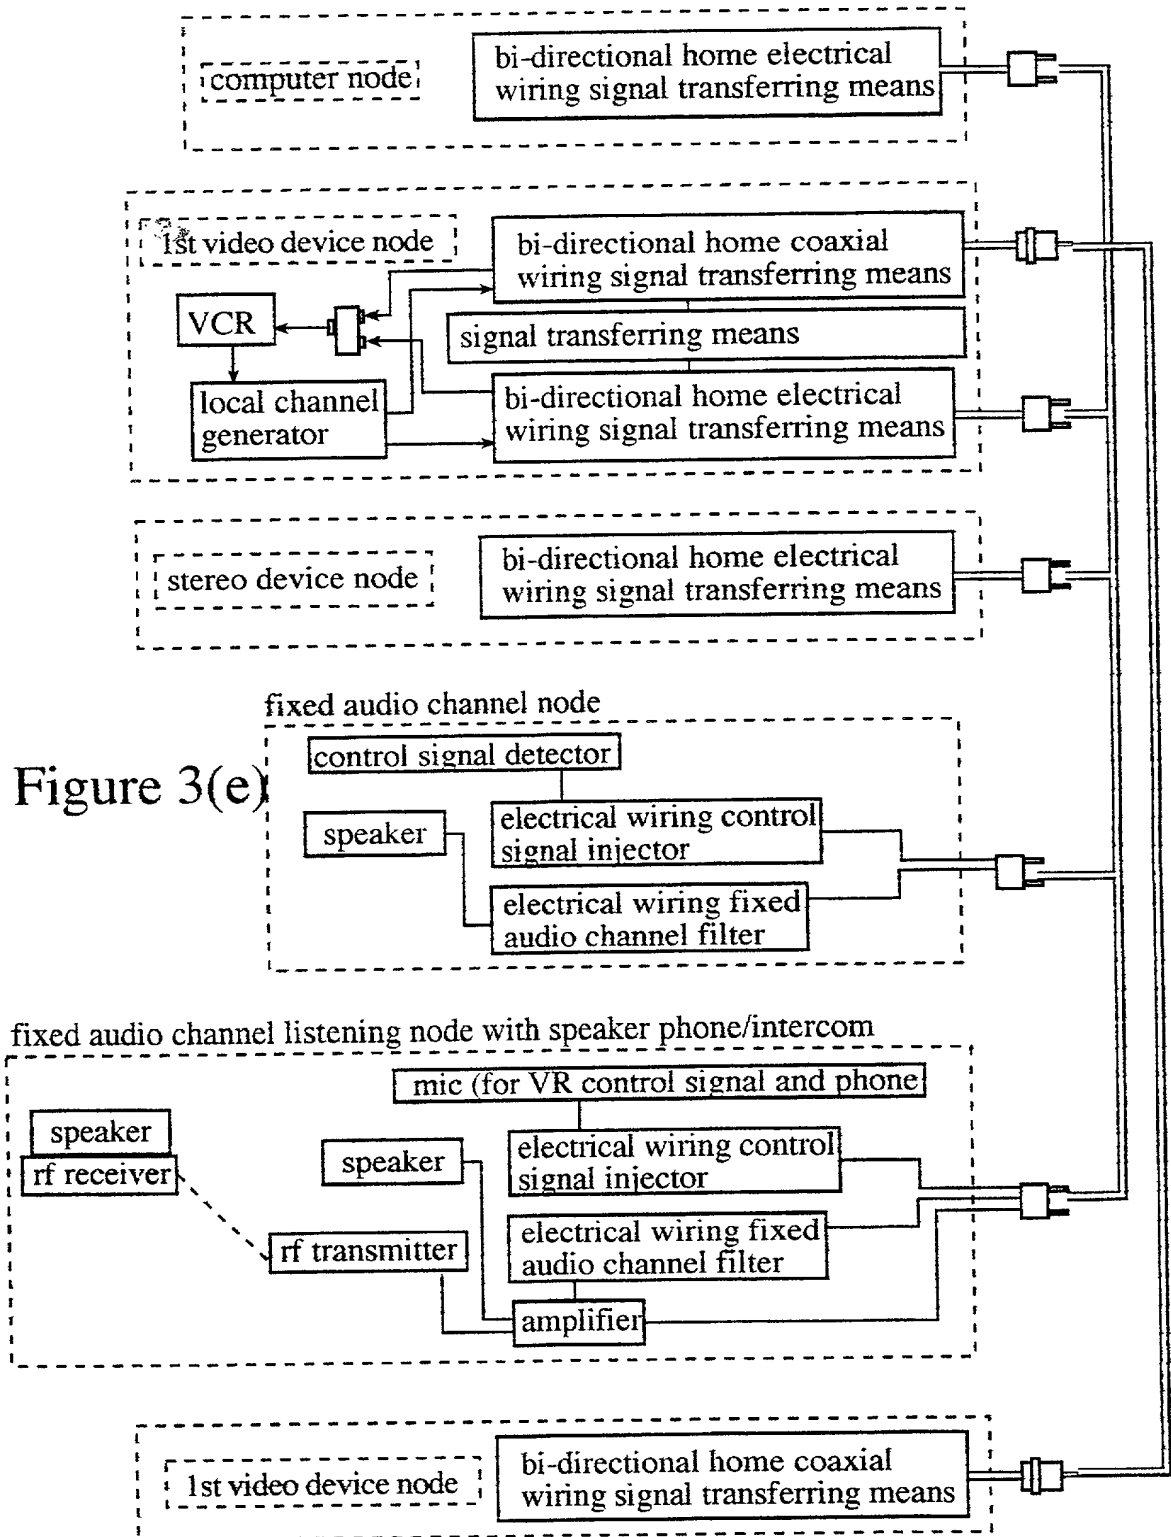 computer node
bi-directional home electrical
wiring signal transferring means
1st video device node
bi-directional home coaxial
wiring signal transferring means
VCR
signal transferring means
local channel
generator
bi-directional home electrical
wiring signal transferring means
stereo device node
bi-directional home electrical
wiring signal transferring means
fixed audio channel node
control signal detector
Figure 3(e)
speaker
electrical wiring control
signal injector
electrical wiring fixed
audio channel filter
fixed audio channel listening node with speaker phone/intercom
mic (for VR control signal and phone
speaker
rf receiver
speaker
electrical wiring control
signal injector
rf transmitter
electrical wiring fixed
audio channel filter
amplifier
1st video device node
bi-directional home coaxial
wiring signal transferring means